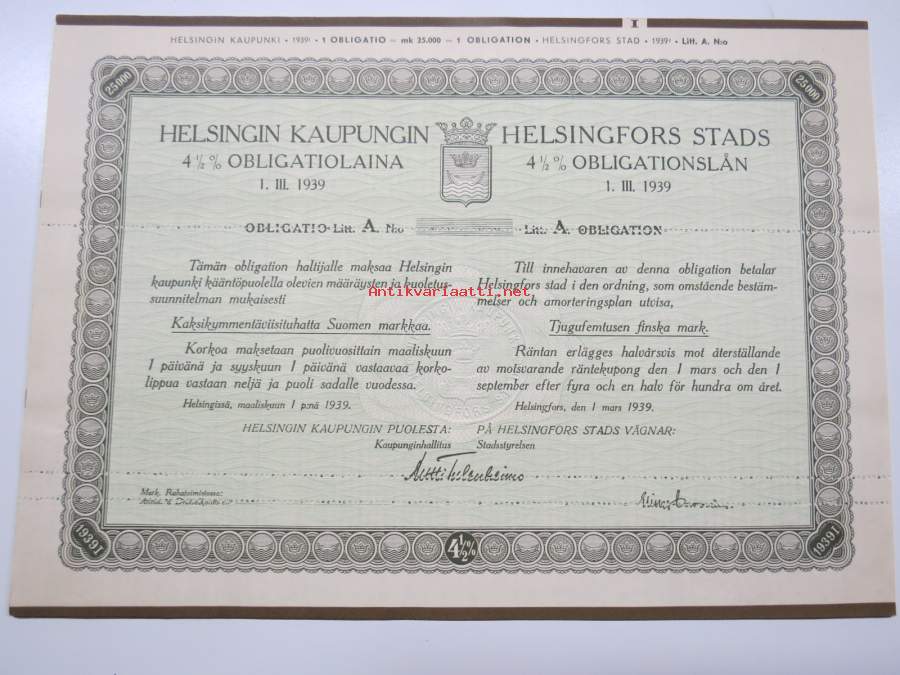 I
HELSINGIN KAUPUNKI • 1939I • 1 OBLIGATIO — mk 25.000 — 1 OBLIGATION • HELSINGFORS STAD • 1939I • Litt. A. N:o
25000
25000
HELSINGIN KAUPUNGIN
4 ½ % OBLIGATIOLAINA
1. III. 1939
HELSINGFORS STADS
4 ½ % OBLIGATIONSLÅN
1. III. 1939
OBLIGATIO Litt. A. N:o
Litt. A. OBLIGATION
Tämän obligation haltijalle maksaa Helsingin
kaupunki kääntöpuolella olevien määräysten ja kuoletus-
suunnitelman mukaisesti
Kaksikymmentäviisituhatta Suomen markkaa.
Korkoa maksetaan puolivuosittain maaliskuun
1 päivänä ja syyskuun 1 päivänä vastaavaa korko-
lippua vastaan neljä ja puoli sadalle vuodessa.
Helsingissä, maaliskuun 1 p:nä 1939.
HELSINGIN KAUPUNGIN PUOLESTA:
Kaupunginhallitus
Till innehavaren av denna obligation betalar
Helsingfors stad i den ordning, som omstående bestäm-
melser och amorteringsplan utvisa,
Tjugufemtusen finska mark.
Räntan erlägges halvårsvis mot återställande
av motsvarande räntekupong den 1 mars och den 1
september efter fyra och en halv för hundra om året.
Helsingfors, den 1 mars 1939.
PÅ HELSINGFORS STADS VÄGNAR:
Stadsstyrelsen
Antikvariaatti.net
Merk. Rahatoimistossa:
1939I
4½%
1939I